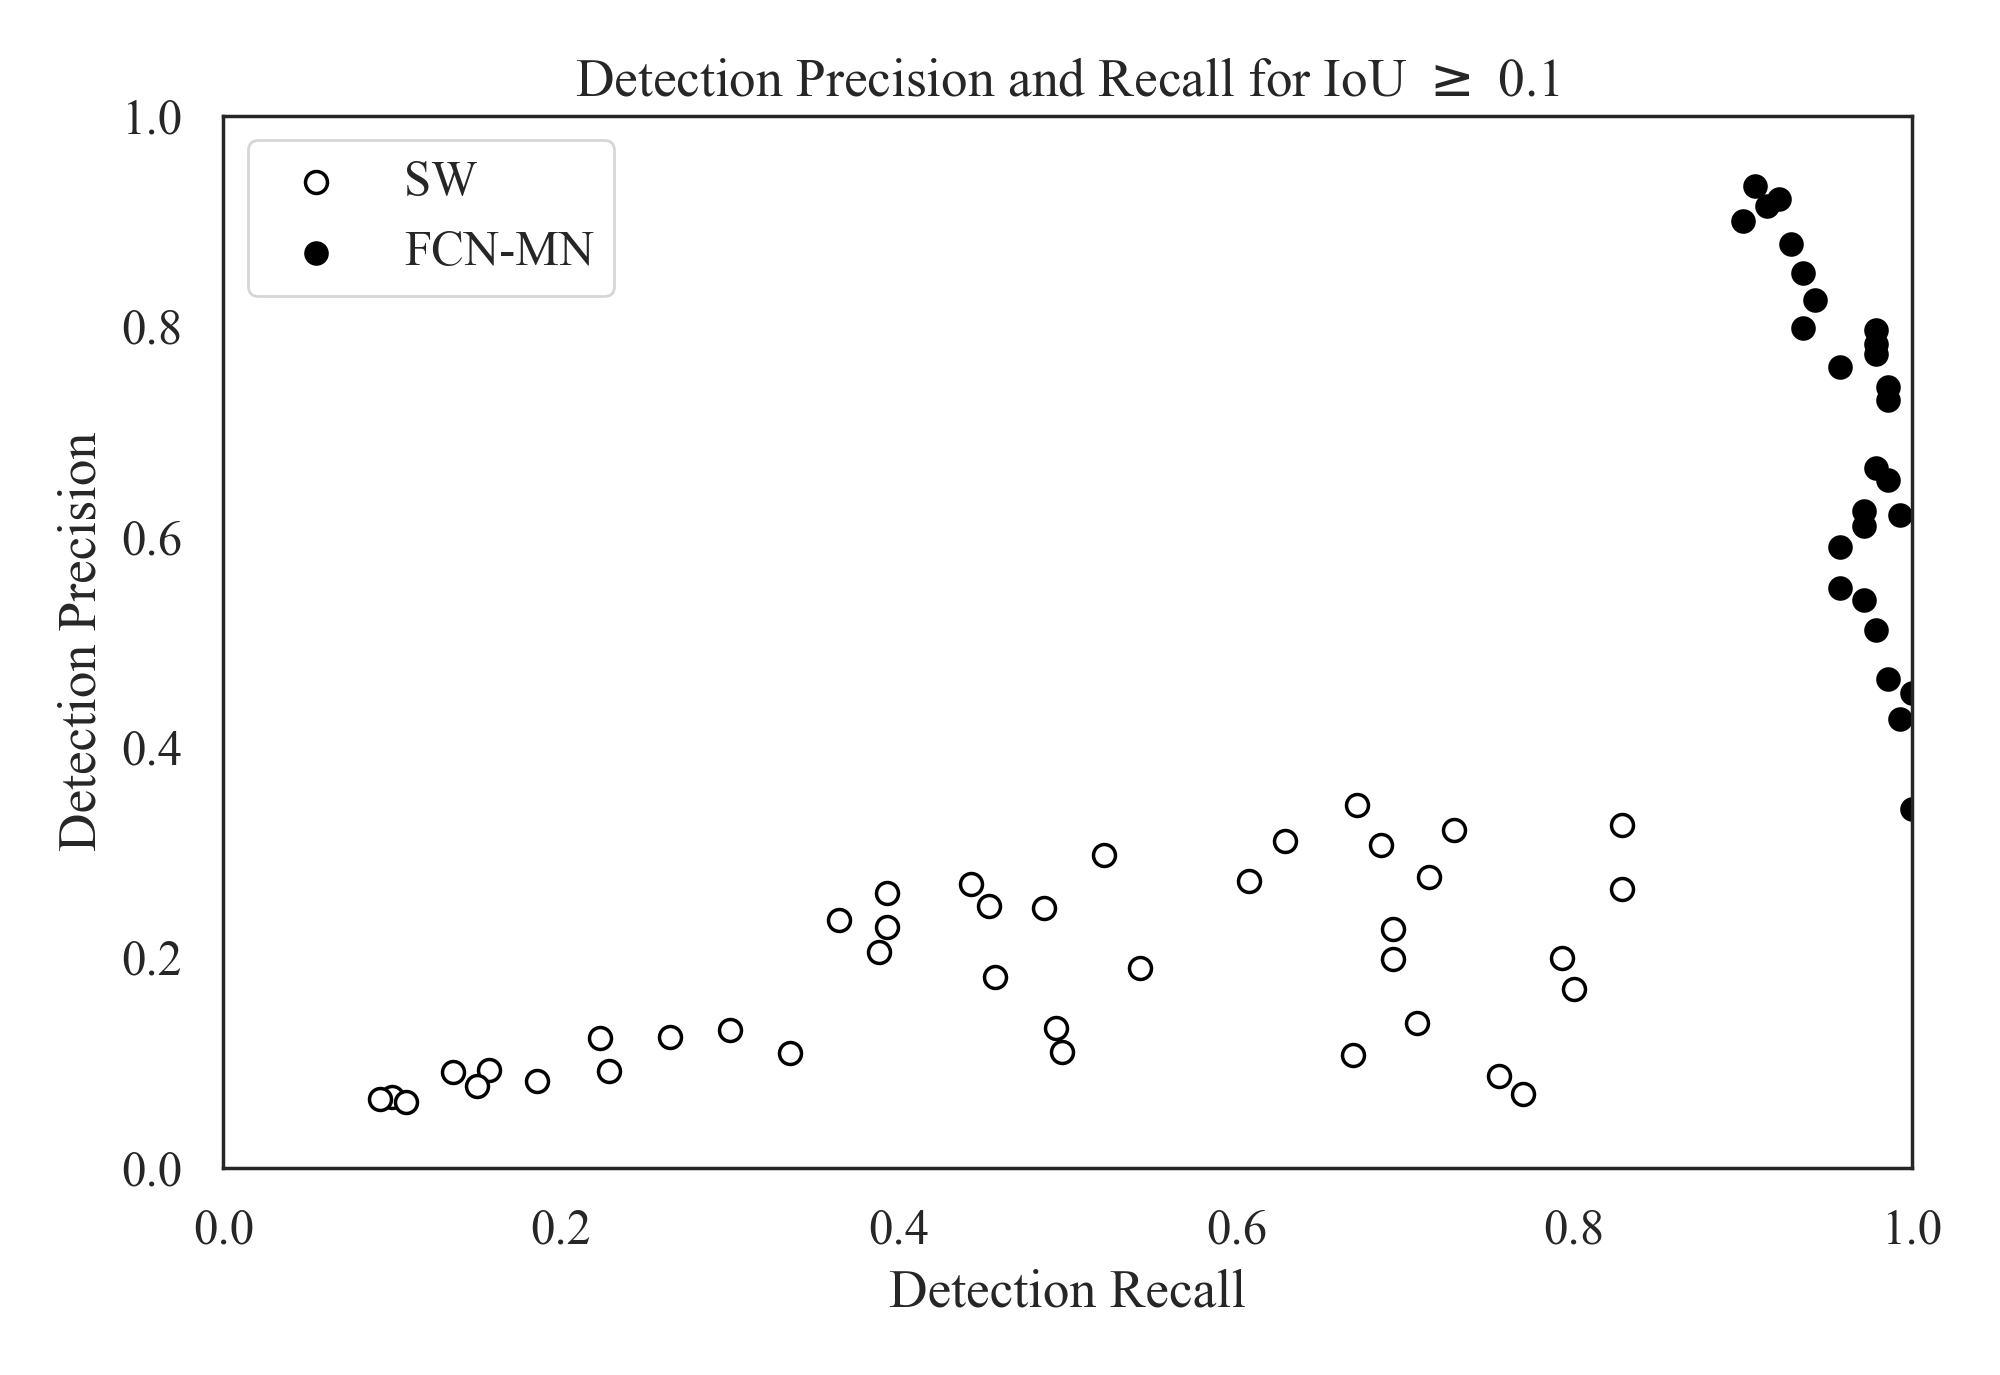 Detection Precision and Recall for IoU ≥ 0.1
1.0
0.8
0.6
0.4
0.2
0.0
Detection Precision
SW
FCN-MN
0.0 0.2 0.4 0.6 0.8 1.0
Detection Recall